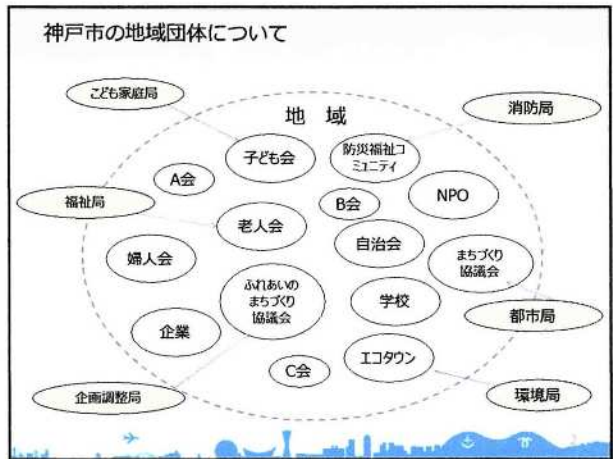 神戸市の地域団体について
こども家庭局
消防局
地 域
子ども会
防災福祉コ
ミュニティ
A会
B会
NPO
福祉局
老人会
自治会
婦人会
まちづくり
協議会
ふれあいの
まちづくり
協議会
学校
都市局
企業
エコタウン
C会
企画調整局
環境局